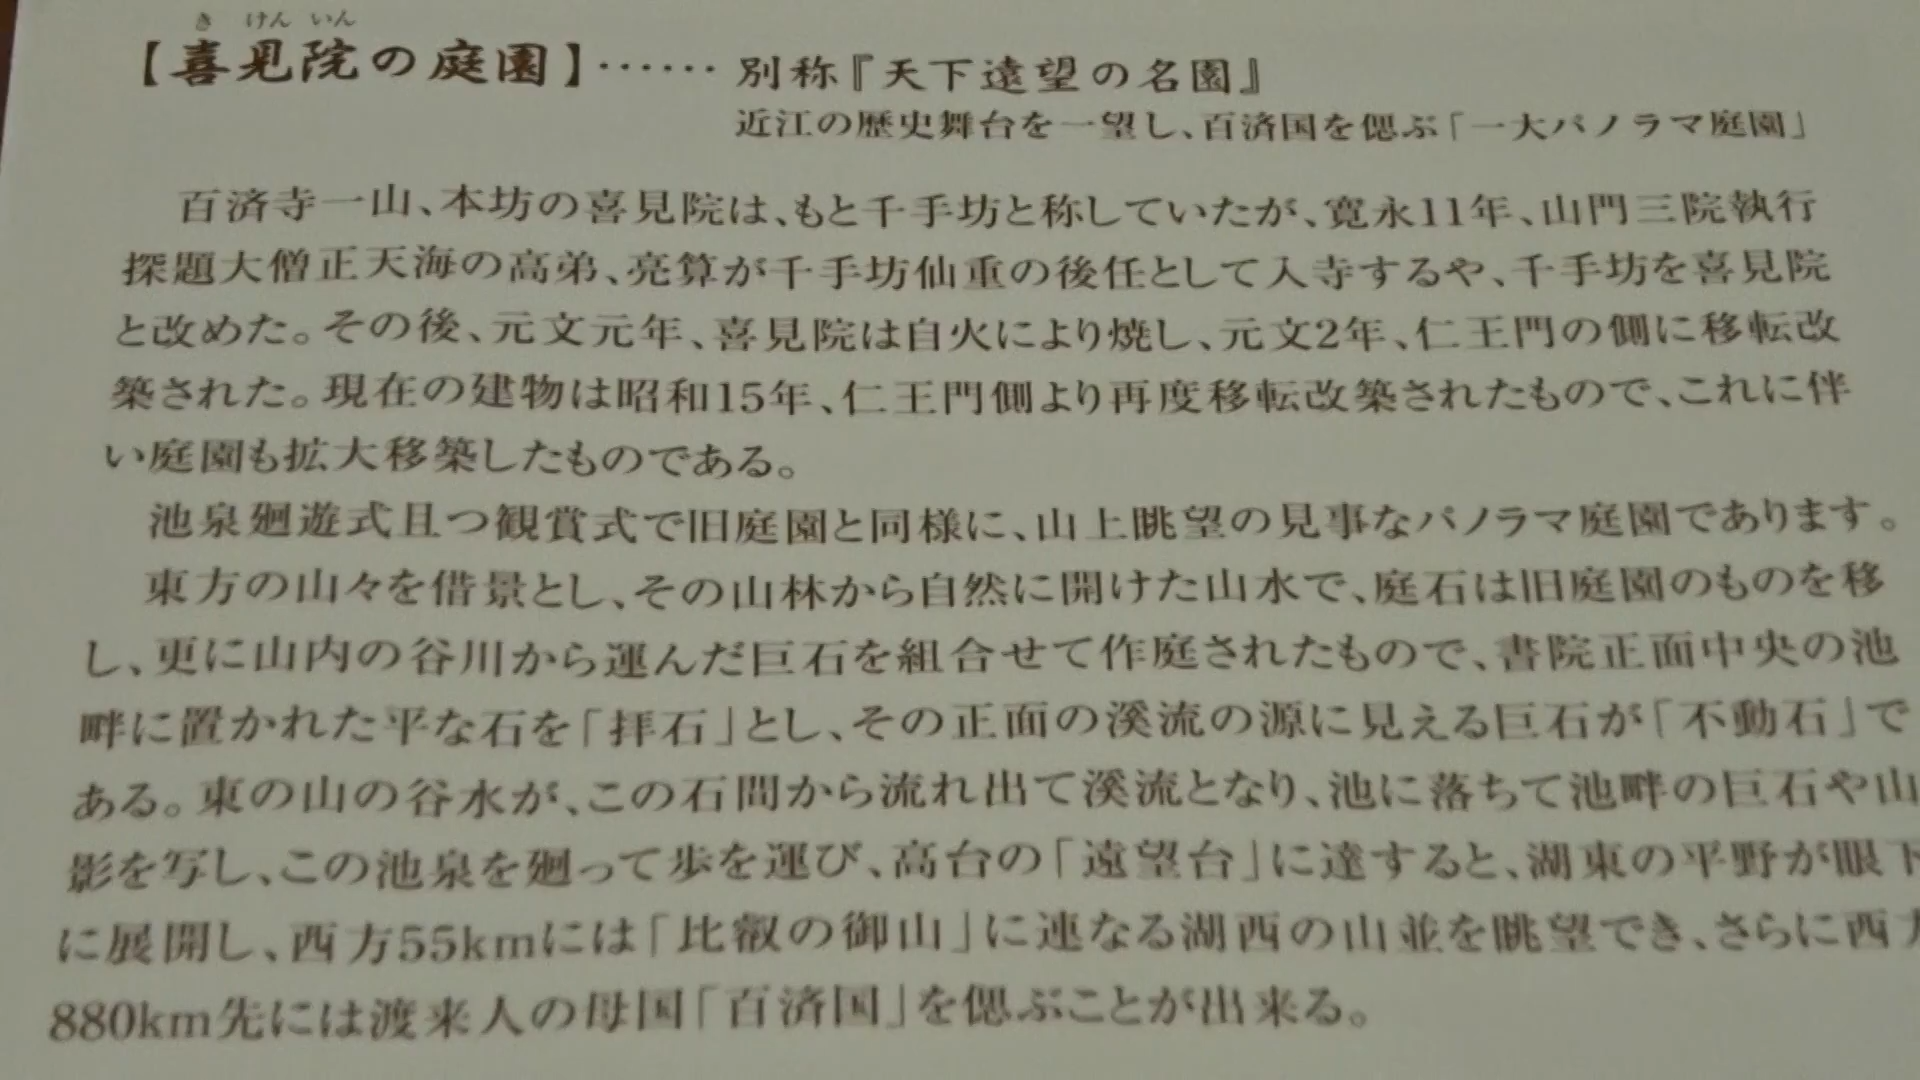 き けん いん
【喜見院の庭園】……別称『天下遠望の名園』
近江の歴史舞台を一望し、百済国を偲ぶ「一大パノラマ庭園」
百済寺一山、本坊の喜見院は、もと千手坊と称していたが、寛永11年、山門三院執行
探題大僧正天海の高弟、亮算が千手坊仙重の後任として入寺するや、千手坊を喜見院
と改めた。その後、元文元年、喜見院は自火により焼し、元文2年、仁王門の側に移転改
築された。現在の建物は昭和15年、仁王門側より再度移転改築されたもので、これに伴
い庭園も拡大移築したものである。
池泉廻遊式且つ観賞式で旧庭園と同様に、山上眺望の見事なパノラマ庭園であります。
東方の山々を借景とし、その山林から自然に開けた山水で、庭石は旧庭園のものを移
し、更に山内の谷川から運んだ巨石を組合せて作庭されたもので、書院正面中央の池
畔に置かれた平な石を「拝石」とし、その正面の溪流の源に見える巨石が「不動石」で
ある。東の山の谷水が、この石間から流れ出て溪流となり、池に落ちて池畔の巨石や山
影を写し、この池泉を廻って歩を運び、高台の「遠望台」に達すると、湖東の平野が眼下
に展開し、西方55kmには「比叡の御山」に連なる湖西の山並を眺望でき、さらに西方
880km先には渡来人の母国「百済国」を偲ぶことが出来る。